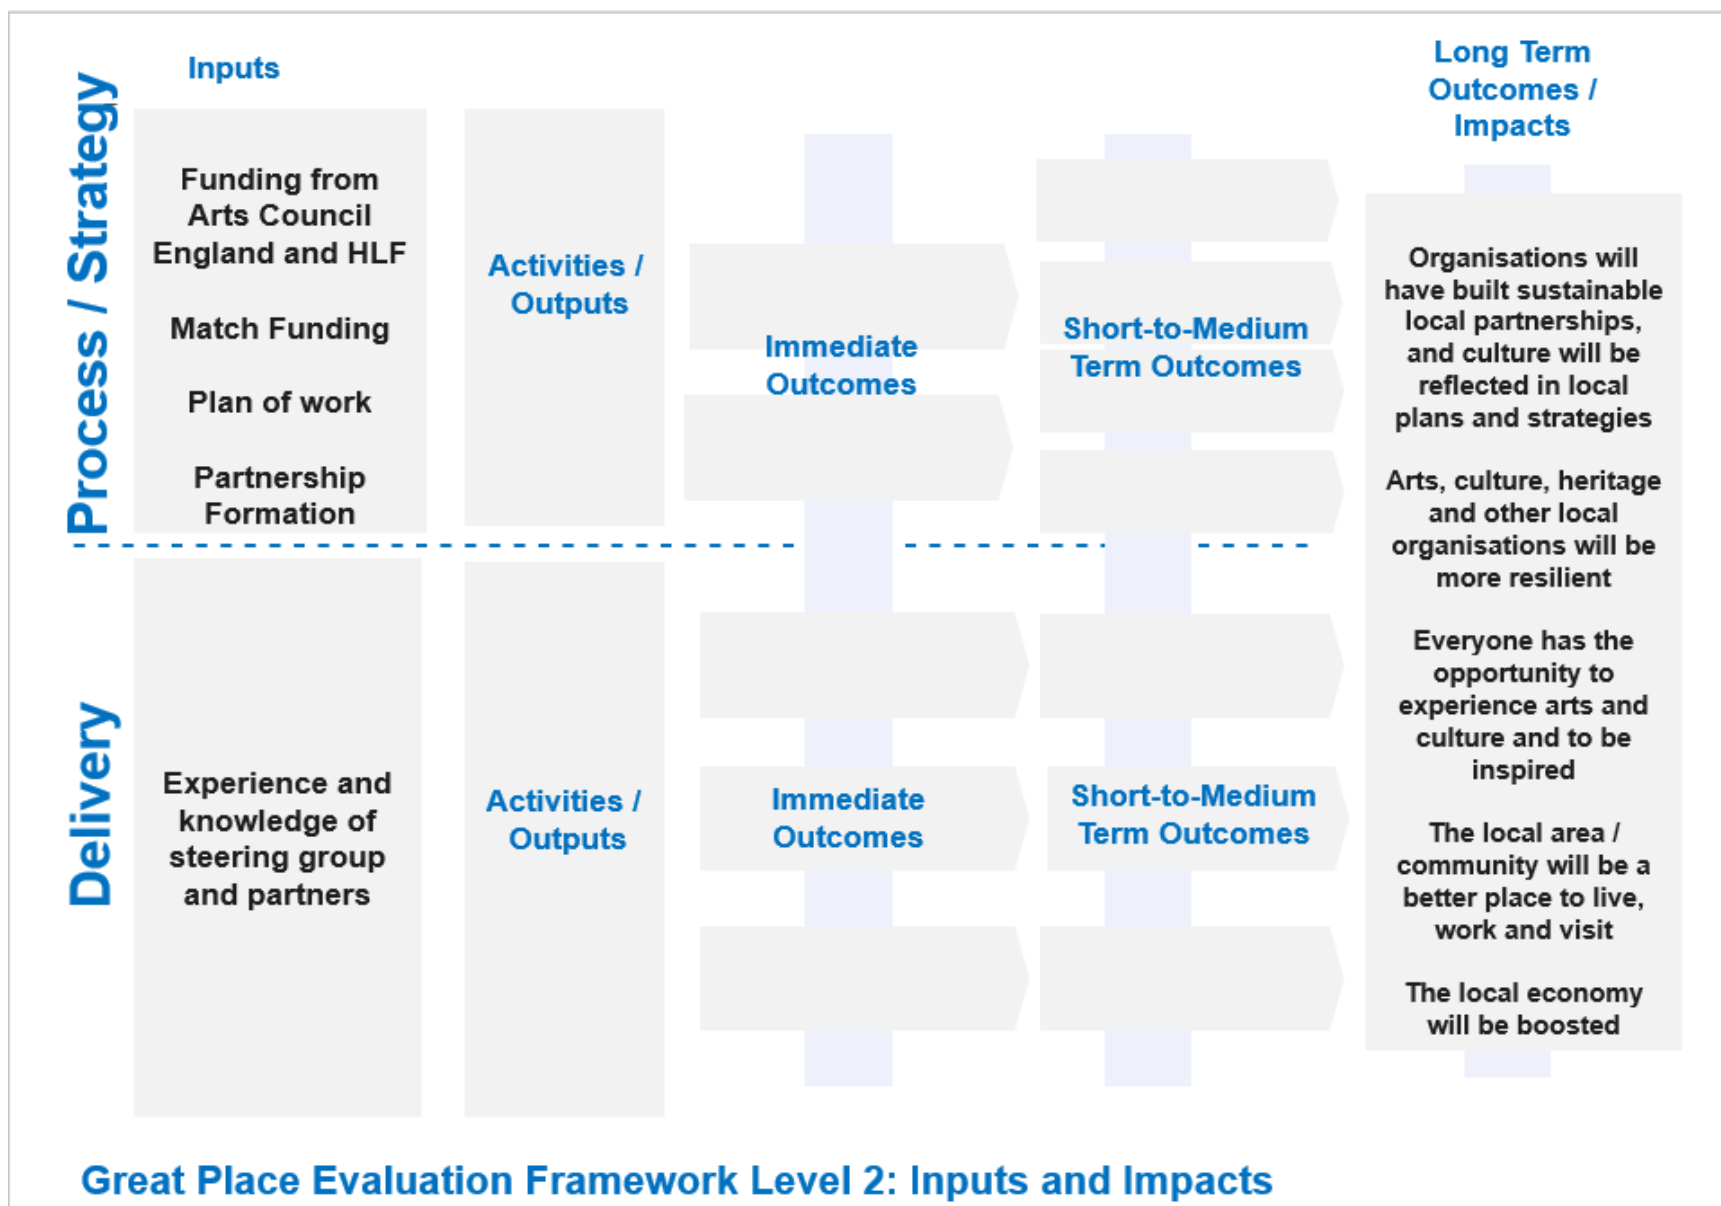 Process / Strategy
Inputs
Funding from
Arts Council
England and HLF
Match Funding
Plan of work
Partnership
Formation
Activities /
Outputs
Immediate
Outcomes
Short-to-Medium
Term Outcomes
Delivery
Experience and
knowledge of
steering group
and partners
Activities /
Outputs
Immediate
Outcomes
Short-to-Medium
Term Outcomes
Long Term
Outcomes /
Impacts
Organisations will
have built sustainable
local partnerships,
and culture will be
reflected in local
plans and strategies
Arts, culture, heritage
and other local
organisations will be
more resilient
Everyone has the
opportunity to
experience arts and
culture and to be
inspired
The local area /
community will be a
better place to live,
work and visit
The local economy
will be boosted
Great Place Evaluation Framework Level 2: Inputs and Impacts